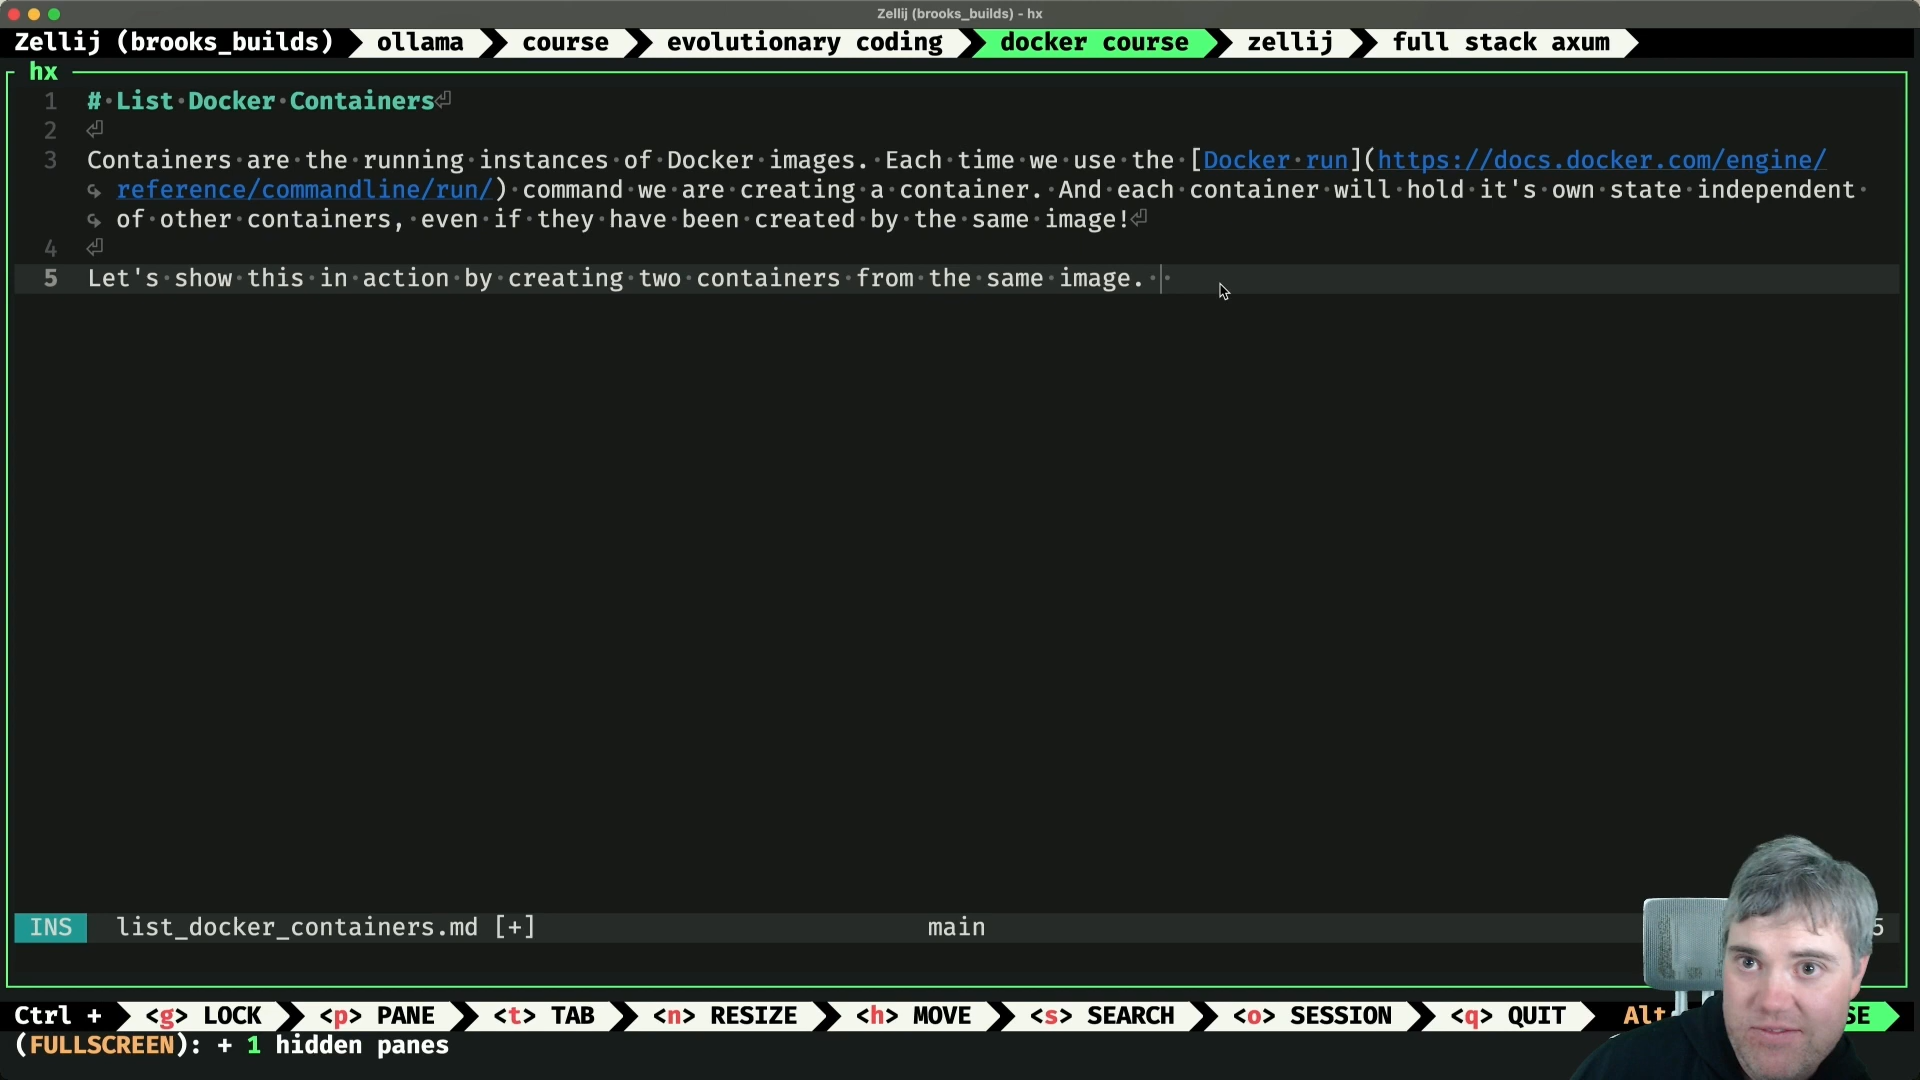 Zellij (brooks_builds) - hx
Zellij (brooks_builds) ollama course evolutionary coding docker course zellij full stack axum
hx
1 # List Docker Containers
2
3 Containers are the running instances of Docker images. Each time we use the [Docker run](https://docs.docker.com/engine/
reference/commandline/run/) command we are creating a container. And each container will hold it's own state independent
of other containers, even if they have been created by the same image!
4
5 Let's show this in action by creating two containers from the same image.
INS list_docker_containers.md [+] main 5
Ctrl + <g> LOCK <p> PANE <t> TAB <n> RESIZE <h> MOVE <s> SEARCH <o> SESSION <q> QUIT Alt SE
(FULLSCREEN): + 1 hidden panes